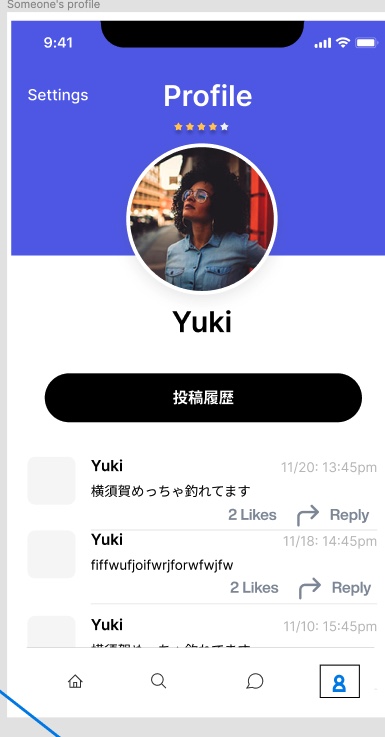 Someone's profile
9:41
Settings
Profile
Yuki
投稿履歴
Yuki
11/20: 13:45pm
横須賀めっちゃ釣れてます
2 Likes Reply
Yuki
11/18: 14:45pm
fiffwufjoifwrjforwfwjfw
2 Likes Reply
Yuki
11/10: 15:45pm